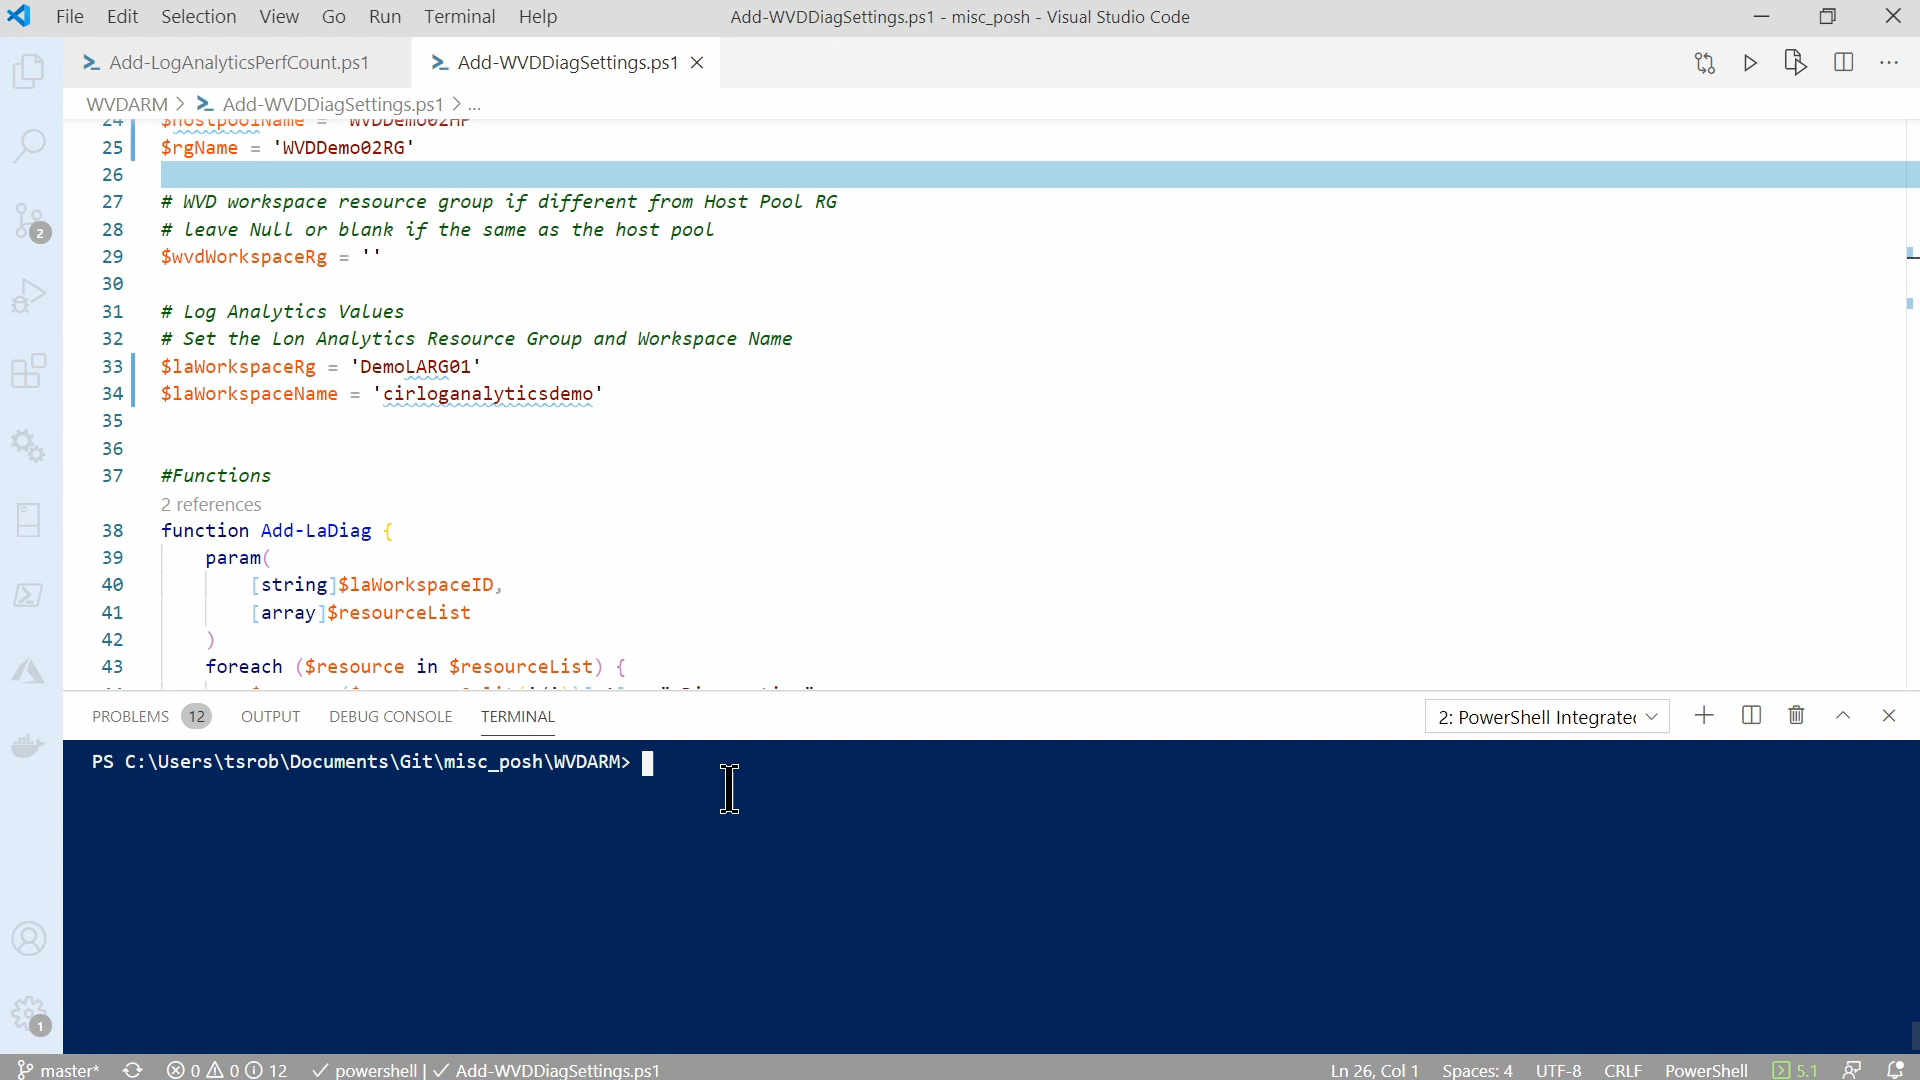 File Edit Selection View Go Run Terminal Help
Add-WVDDiagSettings.ps1 - misc_posh - Visual Studio Code
Add-LogAnalyticsPerfCount.ps1
Add-WVDDiagSettings.ps1
WVDARM > Add-WVDDiagSettings.ps1 > ...
24 $hostpoolName = 'WVDDemo02HP'
25 $rgName = 'WVDDemo02RG'
26
27 # WVD workspace resource group if different from Host Pool RG
28 # leave Null or blank if the same as the host pool
29 $wvdWorkspaceRg = ''
30
31 # Log Analytics Values
32 # Set the Lon Analytics Resource Group and Workspace Name
33 $laWorkspaceRg = 'DemoLARG01'
34 $laWorkspaceName = 'cirloganalyticsdemo'
35
36
37 #Functions
2 references
38 function Add-LaDiag {
39 param(
40 [string]$laWorkspaceID,
41 [array]$resourceList
42 )
43 foreach ($resource in $resourceList) {
PROBLEMS 12 OUTPUT DEBUG CONSOLE TERMINAL
2: PowerShell Integrated
PS C:\Users\tsrob\Documents\Git\misc_posh\WVDARM>
2
1
master* 0 0 12 powershell | Add-WVDDiagSettings.ps1
Ln 26, Col 1 Spaces: 4 UTF-8 CRLF PowerShell 5.1